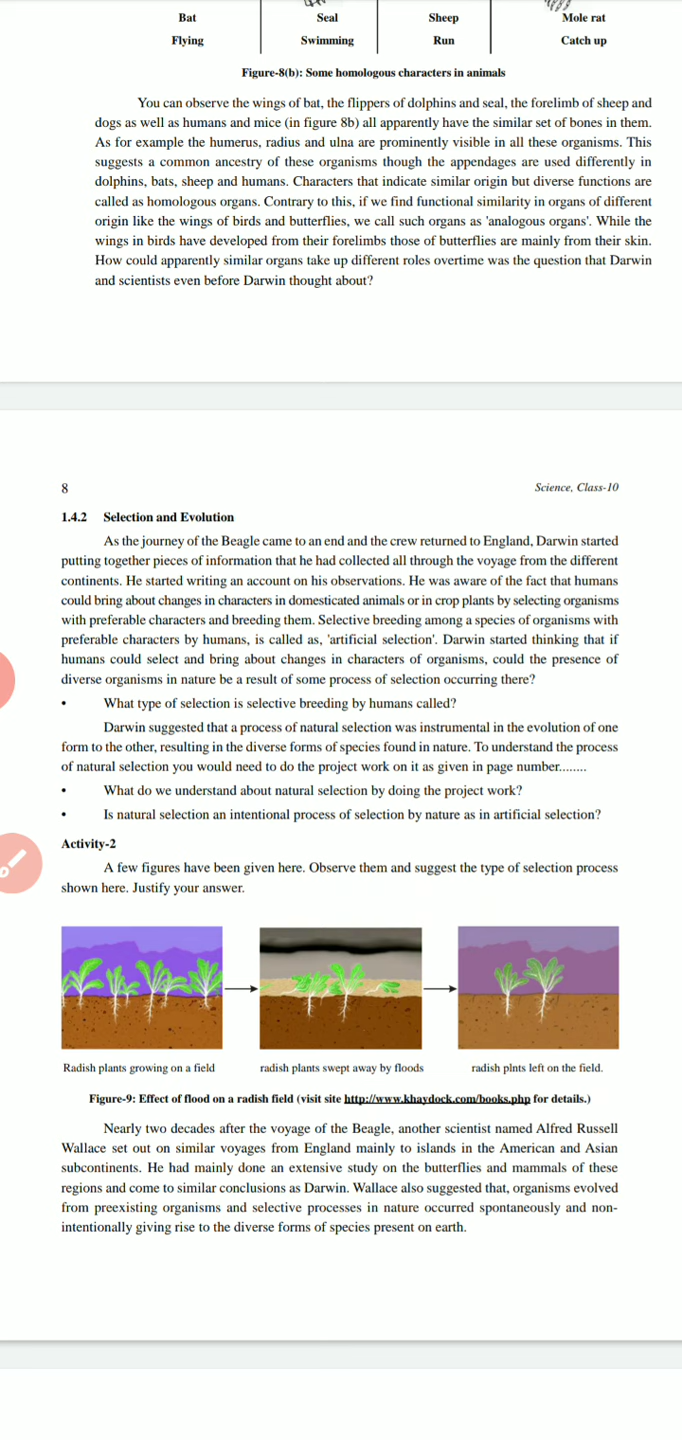 Bat Seal Sheep Mole rat
Flying Swimming Run Catch up
Figure-8(b): Some homologous characters in animals
You can observe the wings of bat, the flippers of dolphins and seal, the forelimb of sheep and
dogs as well as humans and mice (in figure 8b) all apparently have the similar set of bones in them.
As for example the humerus, radius and ulna are prominently visible in all these organisms. This
suggests a common ancestry of these organisms though the appendages are used differently in
dolphins, bats, sheep and humans. Characters that indicate similar origin but diverse functions are
called as homologous organs. Contrary to this, if we find functional similarity in organs of different
origin like the wings of birds and butterflies, we call such organs as 'analogous organs'. While the
wings in birds have developed from their forelimbs those of butterflies are mainly from their skin.
How could apparently similar organs take up different roles overtime was the question that Darwin
and scientists even before Darwin thought about?
8 Science, Class-10
1.4.2 Selection and Evolution
As the journey of the Beagle came to an end and the crew returned to England, Darwin started
putting together pieces of information that he had collected all through the voyage from the different
continents. He started writing an account on his observations. He was aware of the fact that humans
could bring about changes in characters in domesticated animals or in crop plants by selecting organisms
with preferable characters and breeding them. Selective breeding among a species of organisms with
preferable characters by humans, is called as, 'artificial selection'. Darwin started thinking that if
humans could select and bring about changes in characters of organisms, could the presence of
diverse organisms in nature be a result of some process of selection occurring there?
• What type of selection is selective breeding by humans called?
Darwin suggested that a process of natural selection was instrumental in the evolution of one
form to the other, resulting in the diverse forms of species found in nature. To understand the process
of natural selection you would need to do the project work on it as given in page number........
• What do we understand about natural selection by doing the project work?
• Is natural selection an intentional process of selection by nature as in artificial selection?
Activity-2
A few figures have been given here. Observe them and suggest the type of selection process
shown here. Justify your answer.
Radish plants growing on a field radish plants swept away by floods radish plnts left on the field.
Figure-9: Effect of flood on a radish field (visit site http://www.khaydock.com/books.php for details.)
Nearly two decades after the voyage of the Beagle, another scientist named Alfred Russell
Wallace set out on similar voyages from England mainly to islands in the American and Asian
subcontinents. He had mainly done an extensive study on the butterflies and mammals of these
regions and come to similar conclusions as Darwin. Wallace also suggested that, organisms evolved
from preexisting organisms and selective processes in nature occurred spontaneously and non-
intentionally giving rise to the diverse forms of species present on earth.